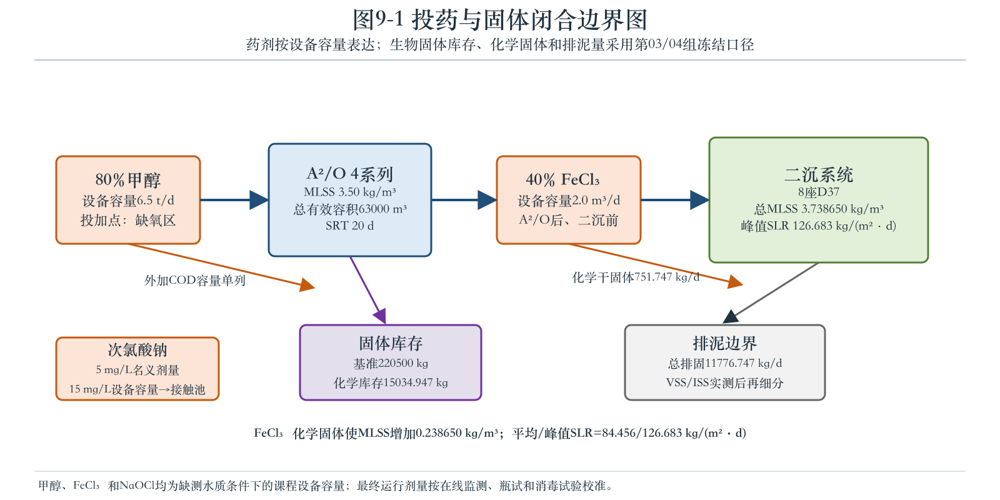 图9-1 投药与固体闭合边界图
药剂按设备容量表达；生物固体库存、化学固体和排泥量采用第03/04组冻结口径
80%甲醇
设备容量6.5 t/d
投加点：缺氧区
A²/O 4系列
MLSS 3.50 kg/m³
总有效容积63000 m³
SRT 20 d
40% FeCl₃
设备容量2.0 m³/d
A²/O后、二沉前
二沉系统
8座D37
总MLSS 3.738650 kg/m³
峰值SLR 126.683 kg/(m²·d)
外加COD容量单列
化学干固体751.747 kg/d
次氯酸钠
5 mg/L名义剂量
15 mg/L设备容量→接触池
固体库存
基准220500 kg
化学库存15034.947 kg
排泥边界
总排固11776.747 kg/d
VSS/ISS实测后再细分
FeCl₃ 化学固体使MLSS增加0.238650 kg/m³；平均/峰值SLR=84.456/126.683 kg/(m²·d)
甲醇、FeCl₃ 和NaOCl均为缺测水质条件下的课程设备容量；最终运行剂量按在线监测、瓶试和消毒试验校准。